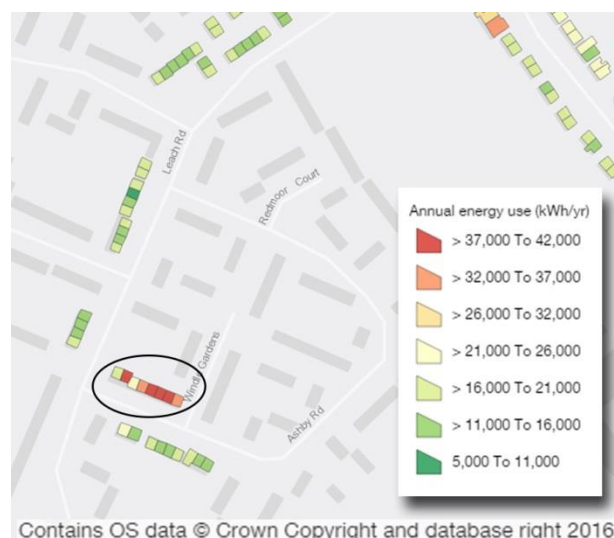 Leach Rd
Redmoor Court
Annual energy use (kWh/yr)
> 37,000 To 42,000
> 32,000 To 37,000
> 26,000 To 32,000
> 21,000 To 26,000
> 16,000 To 21,000
> 11,000 To 16,000
5,000 To 11,000
Gardens
Ashby Rd
Contains OS data © Crown Copyright and database right 2016